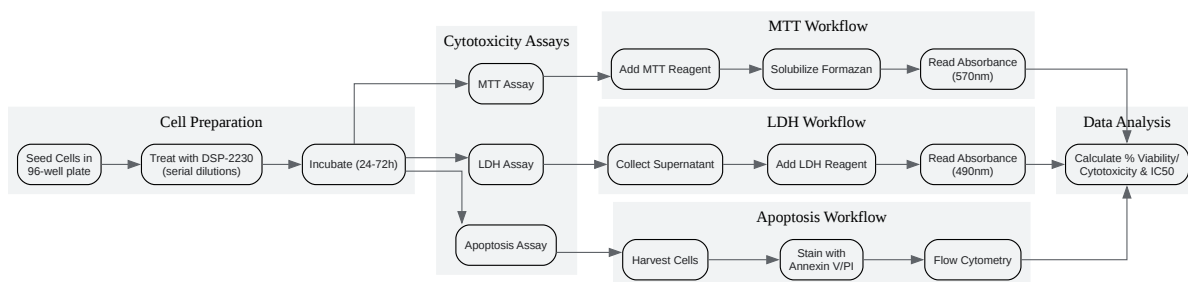 Cell Preparation
Seed Cells in
96-well plate
Treat with DSP-2230
(serial dilutions)
Incubate (24-72h)
Cytotoxicity Assays
MTT Assay
LDH Assay
Apoptosis Assay
MTT Workflow
Add MTT Reagent
Solubilize Formazan
Read Absorbance
(570nm)
LDH Workflow
Collect Supernatant
Add LDH Reagent
Read Absorbance
(490nm)
Apoptosis Workflow
Harvest Cells
Stain with
Annexin V/PI
Flow Cytometry
Data Analysis
Calculate % Viability/
Cytotoxicity & IC50